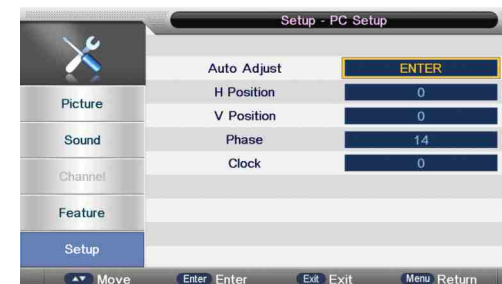 Setup - PC Setup
Auto Adjust ENTER
H Position 0
V Position 0
Phase 14
Clock 0
Picture
Sound
Channel
Feature
Setup
Move Enter Enter Exit Exit Menu Return